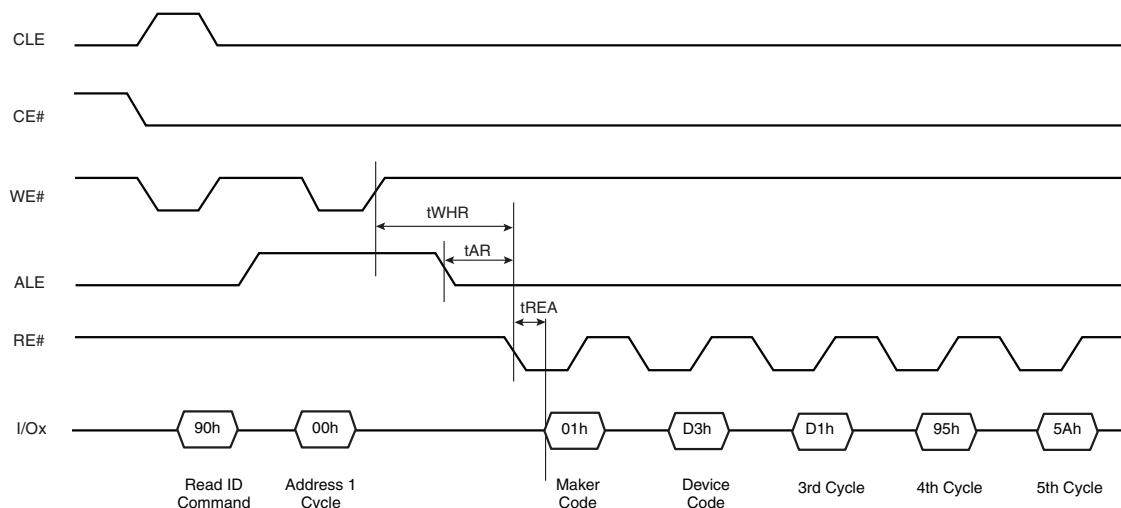 CLE
CE#
WE#
tWHR
tAR
ALE
tREA
RE#
I/Ox
90h
00h
01h
D3h
D1h
95h
5Ah
Read ID
Command
Address 1
Cycle
Maker
Code
Device
Code
3rd Cycle
4th Cycle
5th Cycle